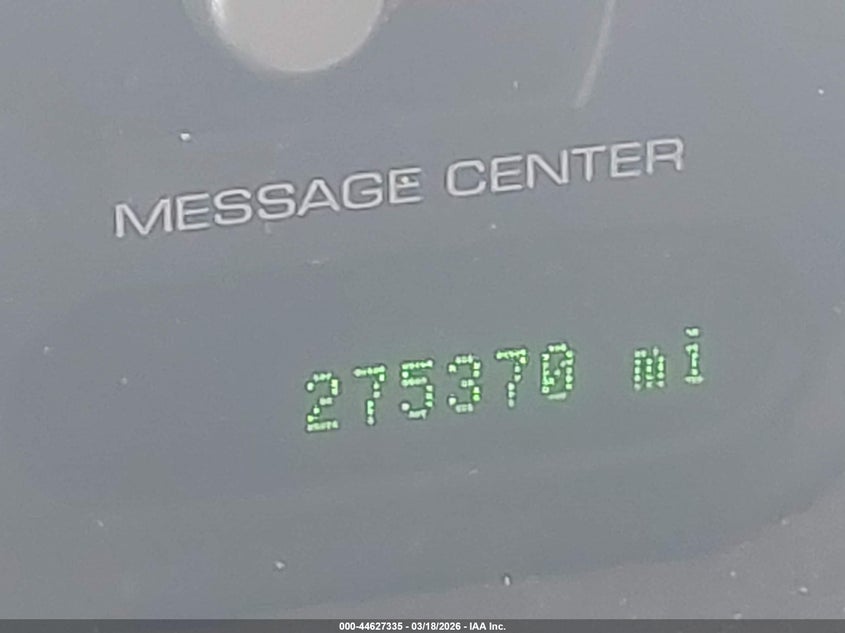 MESSAGE CENTER
275370 mi
000-44627335 - 03/18/2026 - IAA Inc.